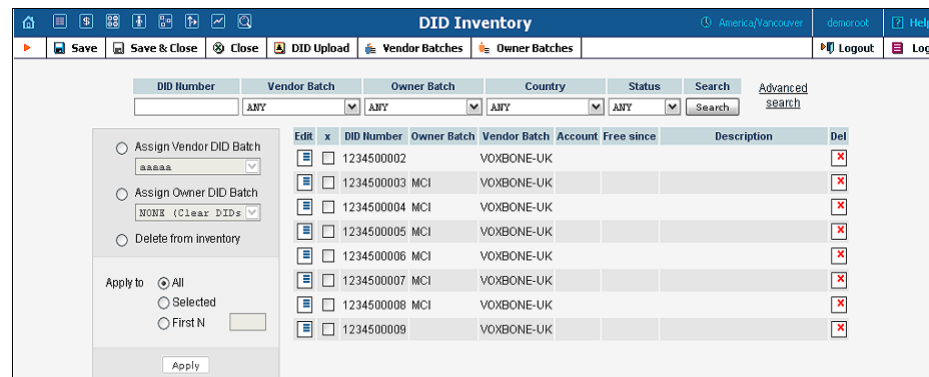 DID Inventory America/Vancouver demoroot ? Help
Save Save & Close Close DID Upload Vendor Batches Owner Batches Logout Log
DID Number Vendor Batch Owner Batch Country Status Search Advanced search
ANY ANY ANY ANY Search
Assign Vendor DID Batch
aaaaa
Assign Owner DID Batch
NONE (Clear DIDs
Delete from inventory
Apply to All
Selected
First N
Apply
Edit x DID Number Owner Batch Vendor Batch Account Free since Description Del
1234500002 VOXBONE-UK x
1234500003 MCI VOXBONE-UK x
1234500004 MCI VOXBONE-UK x
1234500005 MCI VOXBONE-UK x
1234500006 MCI VOXBONE-UK x
1234500007 MCI VOXBONE-UK x
1234500008 MCI VOXBONE-UK x
1234500009 VOXBONE-UK x